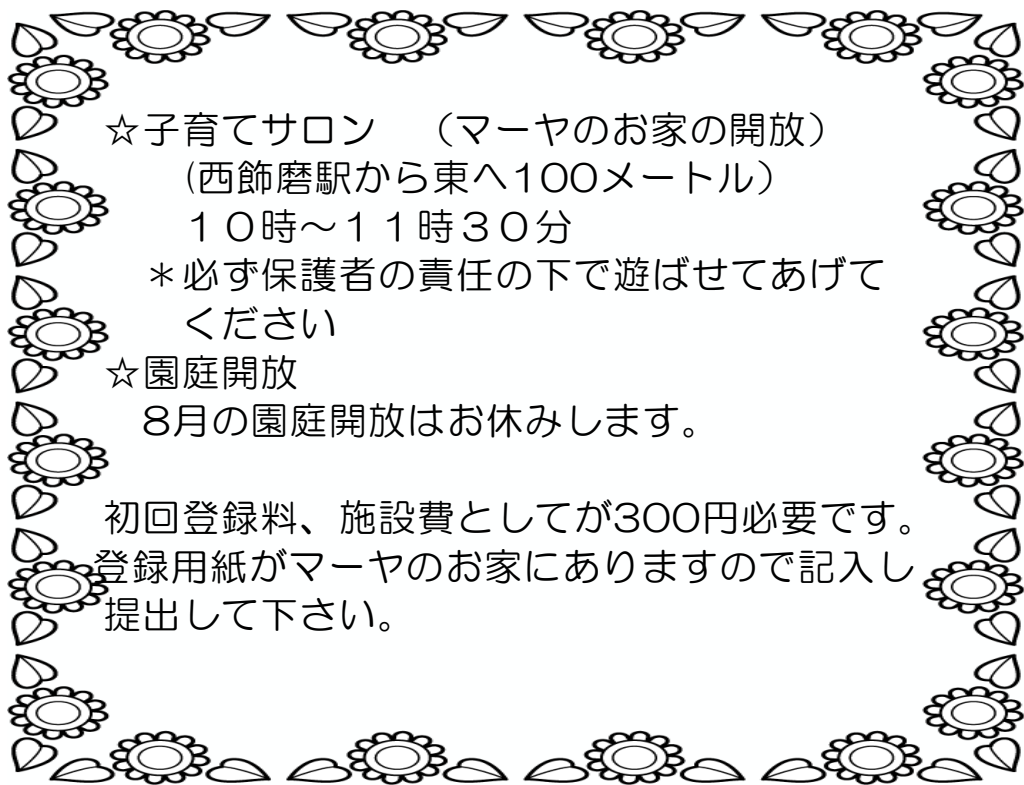 ☆子育てサロン　（マーヤのお家の開放）
(西飾磨駅から東へ100メートル）
１０時～１１時３０分
＊必ず保護者の責任の下で遊ばせてあげて
ください
☆園庭開放
8月の園庭開放はお休みします。
初回登録料、施設費としてが300円必要です。
登録用紙がマーヤのお家にありますので記入し
提出して下さい。